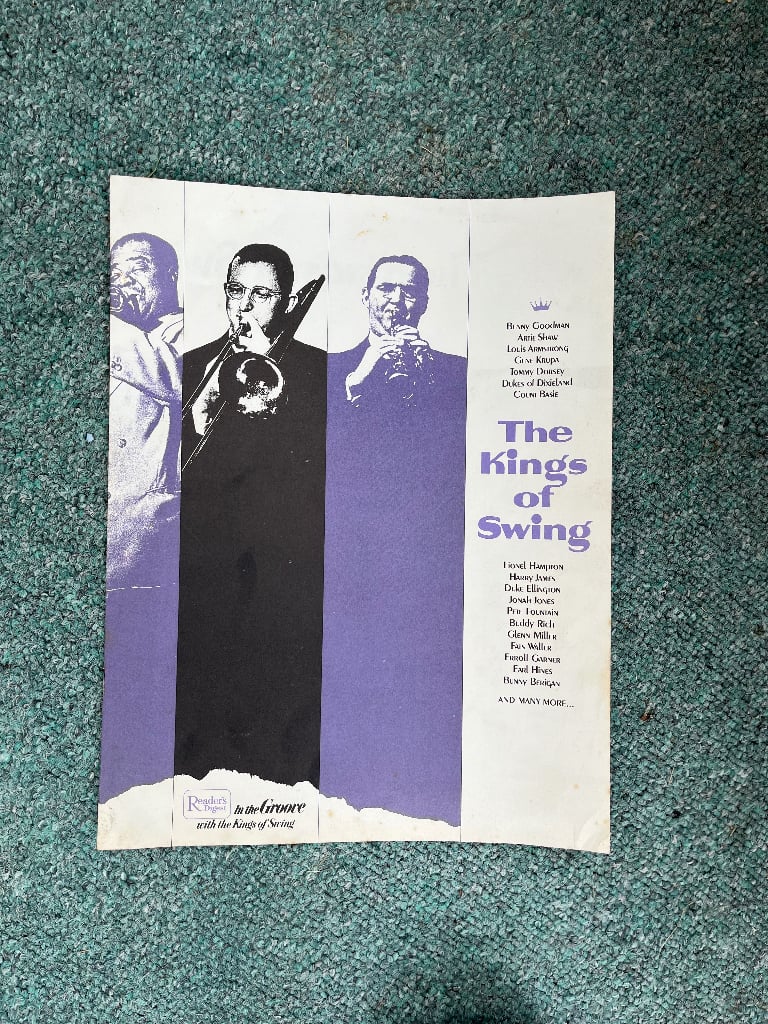 Benny Goodman
Artie Shaw
Louis Armstrong
Gene Krupa
Tommy Dorsey
Dukes of Dixieland
Count Basie
The
Kings
of
Swing
Lionel Hampton
Harry James
Duke Ellington
Jonah Jones
Pete Fountain
Buddy Rich
Glenn Miller
Fats Waller
Erroll Garner
Earl Hines
Bunny Berigan
AND MANY MORE...
Reader's
Digest
In the Groove
with the Kings of Swing